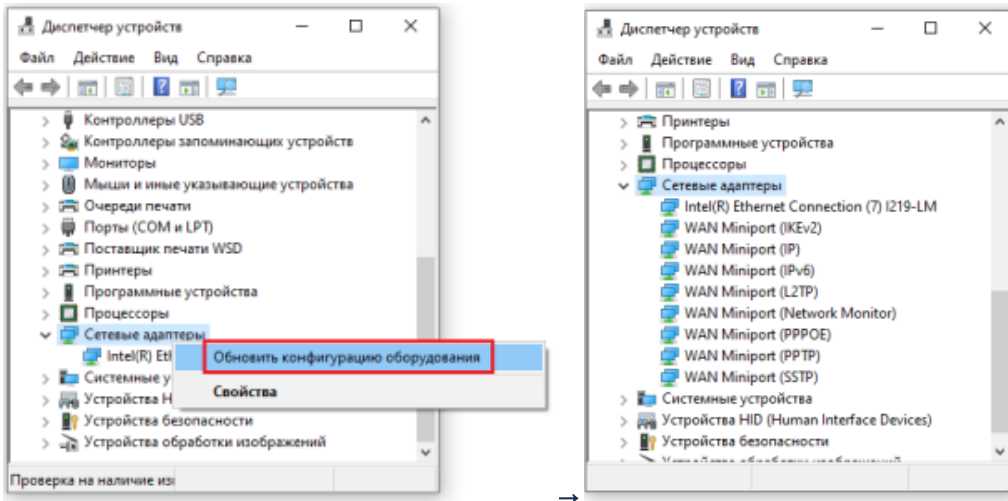 Диспетчер устройств
Файл Действие Вид Справка
Контроллеры USB
Контроллеры запоминающих устройств
Мониторы
Мыши и иные указывающие устройства
Очереди печати
Порты (COM и LPT)
Поставщик печати WSD
Принтеры
Программные устройства
Процессоры
Сетевые адаптеры
Intel(R) Eth
Обновить конфигурацию оборудования
Системные у
Свойства
Устройства H
Устройства безопасности
Устройства обработки изображений
Проверка на наличие из
→
Диспетчер устройств
Файл Действие Вид Справка
Принтеры
Программные устройства
Процессоры
Сетевые адаптеры
Intel(R) Ethernet Connection (7) I219-LM
WAN Miniport (IKEv2)
WAN Miniport (IP)
WAN Miniport (IPv6)
WAN Miniport (L2TP)
WAN Miniport (Network Monitor)
WAN Miniport (PPPOE)
WAN Miniport (PPTP)
WAN Miniport (SSTP)
Системные устройства
Устройства HID (Human Interface Devices)
Устройства безопасности